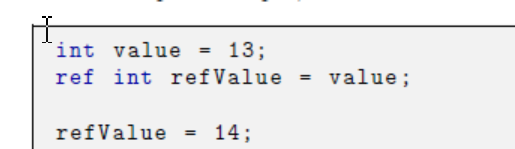 int value = 13;
ref int refValue = value;
refValue = 14;